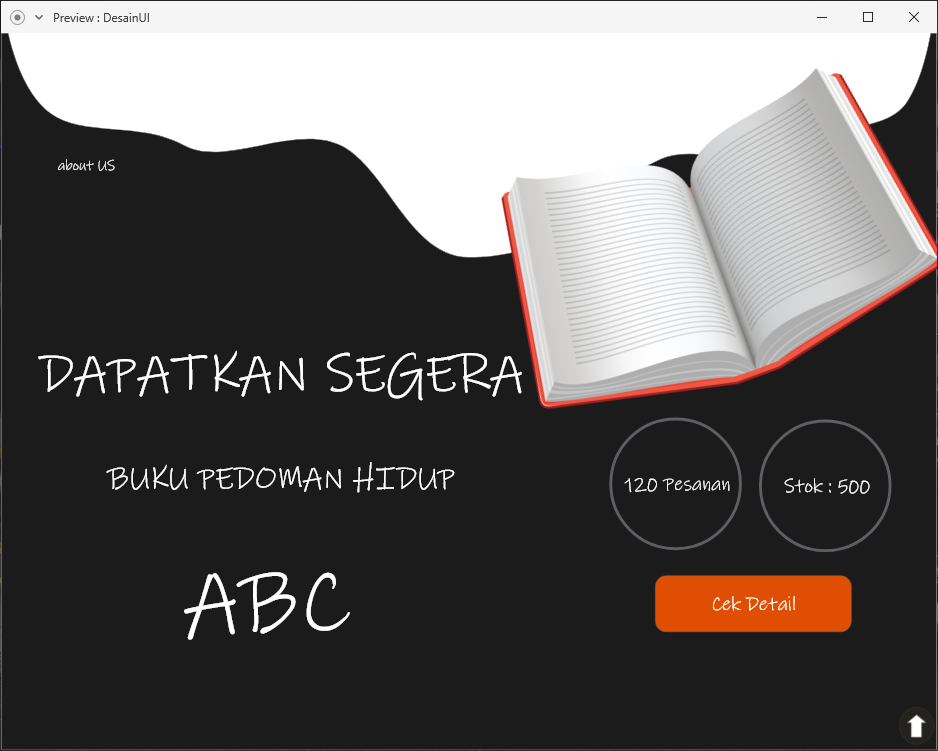 Preview : DesainUI
about US
DAPATKAN SEGERA
BUKU PEDOMAN HIDUP
120 Pesanan
Stok : 500
ABC
Cek Detail